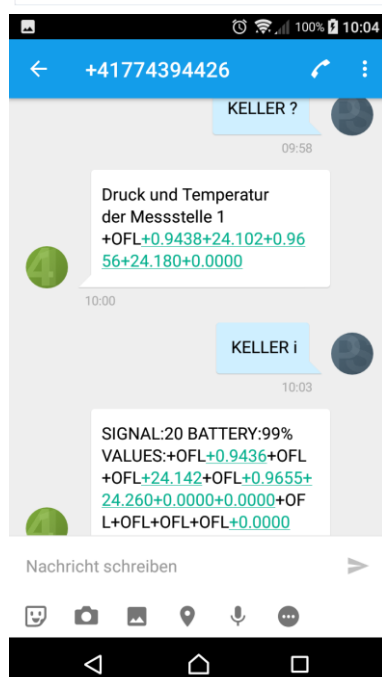 100% 10:04
+41774394426
KELLER ?
09:58
Druck und Temperatur
der Messstelle 1
+OFL+0.9438+24.102+0.96
56+24.180+0.0000
10:00
KELLER i
10:03
SIGNAL:20 BATTERY:99%
VALUES:+OFL+0.9436+OFL
+OFL+24.142+OFL+0.9655+
24.260+0.0000+0.0000+OF
L+OFL+OFL+OFL+0.0000
Nachricht schreiben